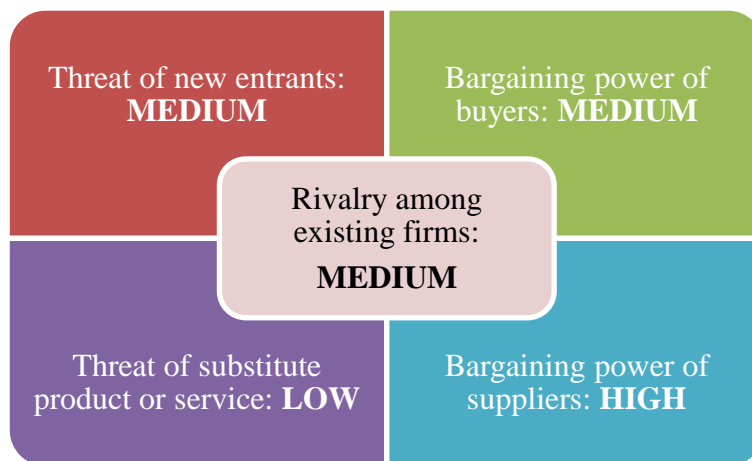 Threat of new entrants:
MEDIUM
Bargaining power of
buyers: MEDIUM
Rivalry among
existing firms:
MEDIUM
Threat of substitute
product or service: LOW
Bargaining power of
suppliers: HIGH